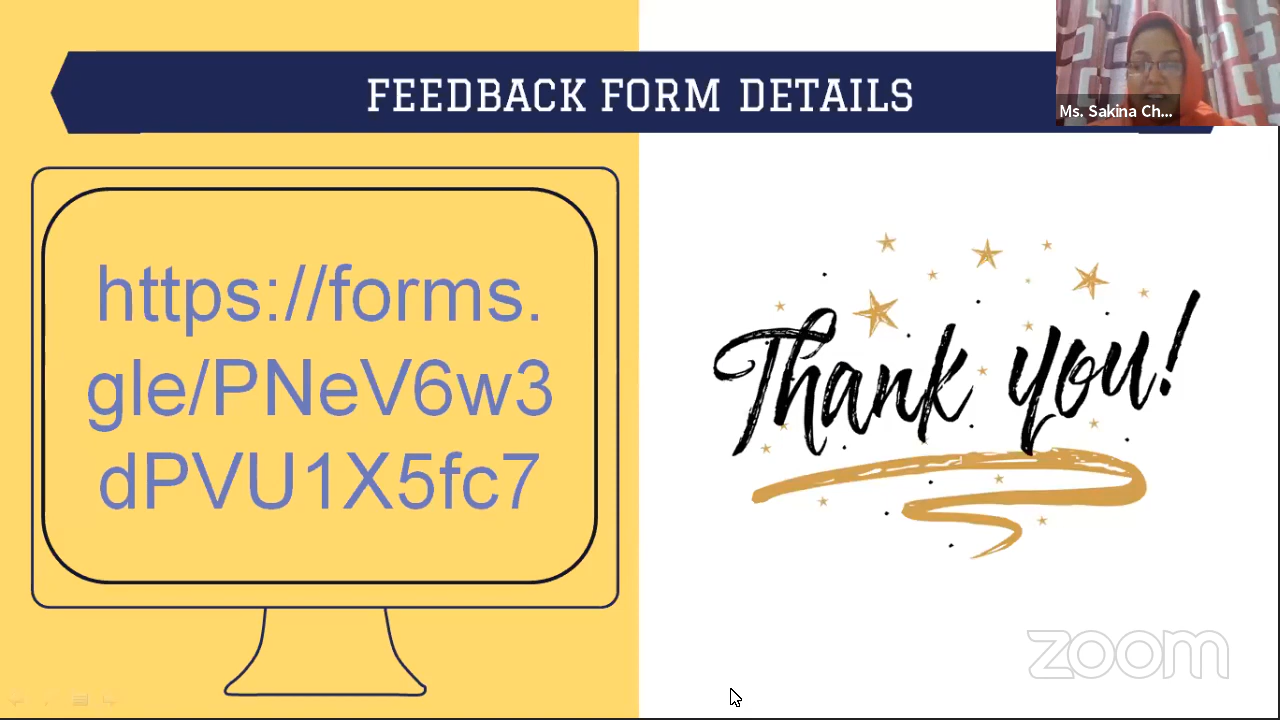 FEEDBACK FORM DETAILS
Ms. Sakina Ch...
https://forms.
gle/PNeV6w3
dPVU1X5fc7
Thank you!
zoom